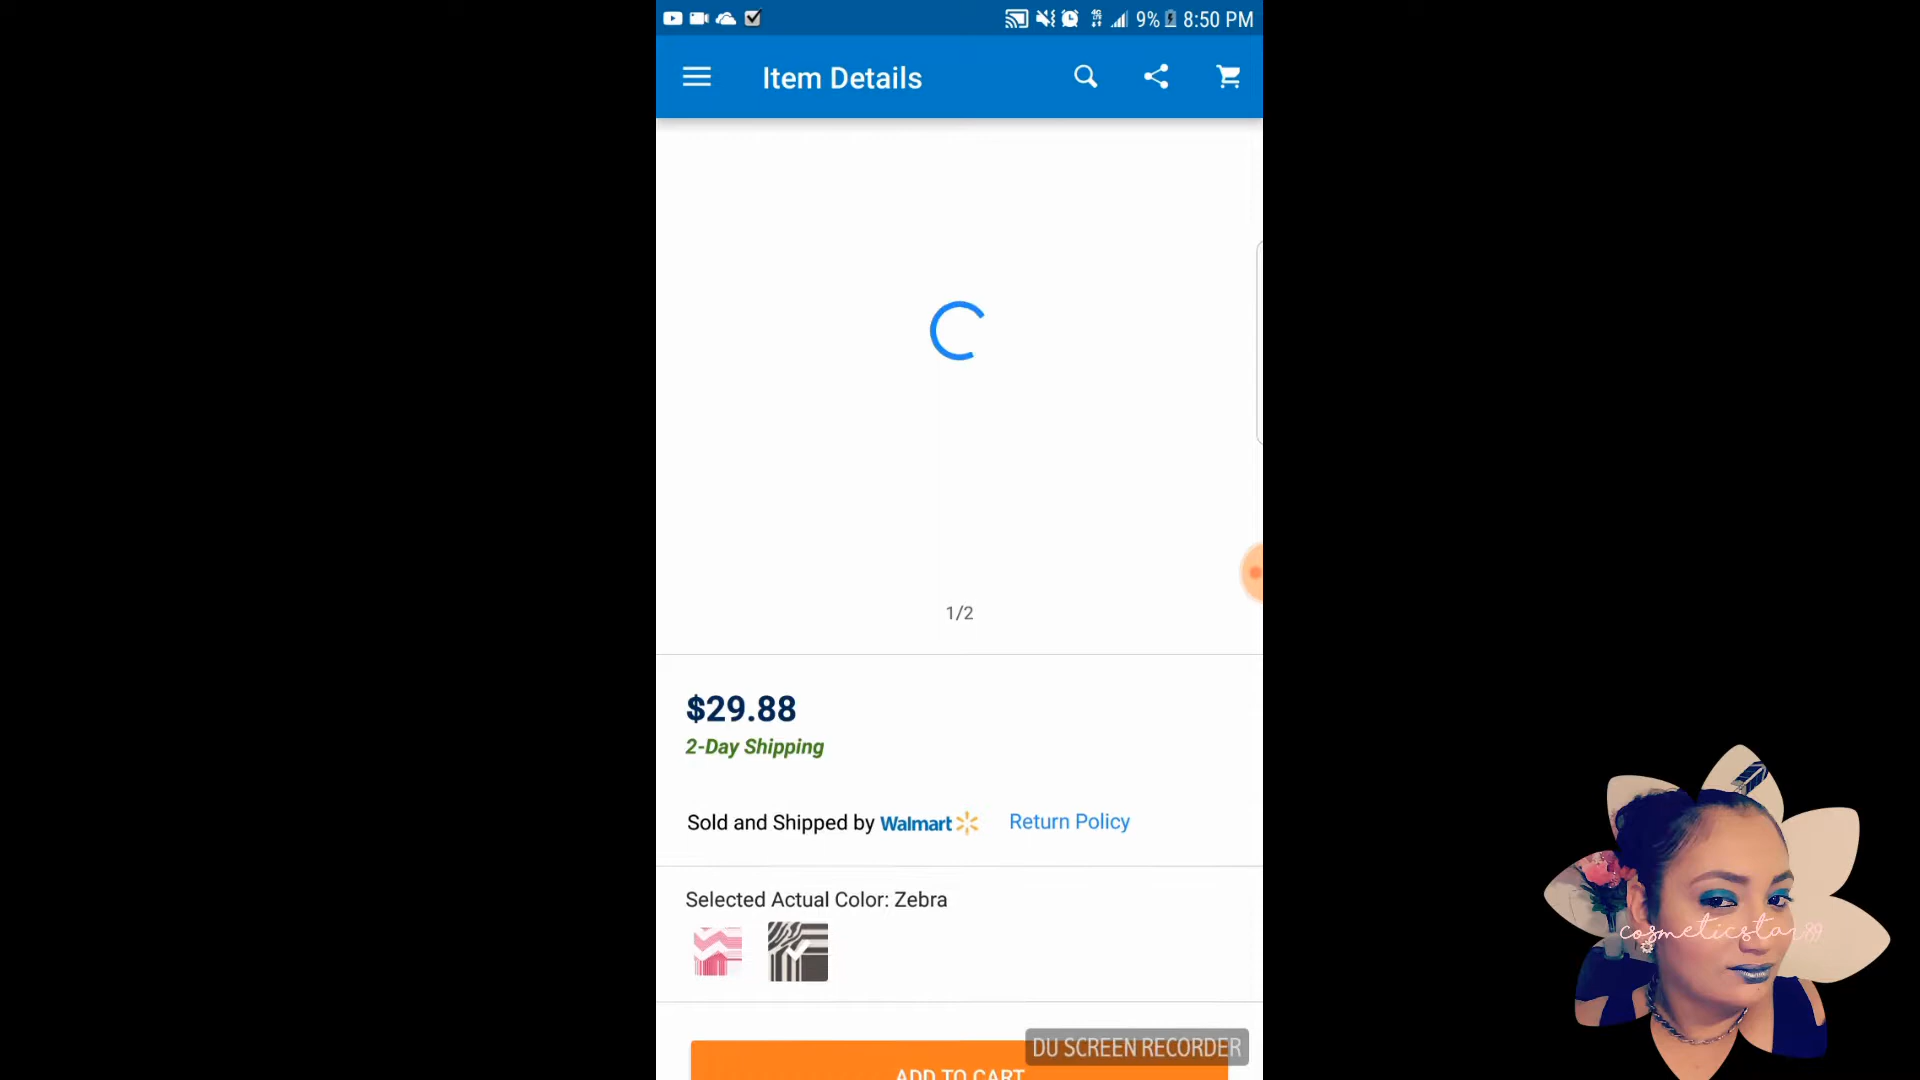 9% 8:50 PM
Item Details
1/2
$29.88
2-Day Shipping
Sold and Shipped by Walmart Return Policy
Selected Actual Color: Zebra
cosmeticstar89
DU SCREEN RECORDER
ADD TO CART